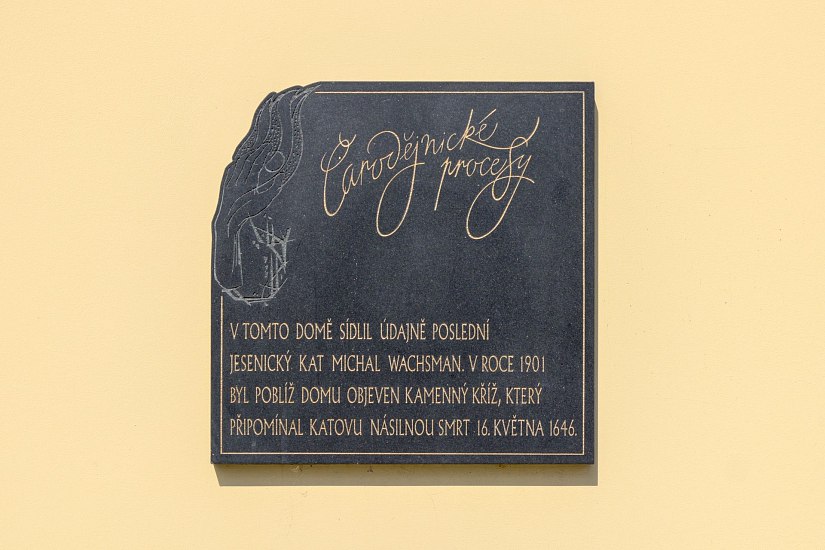 Čarodějnické
procesy
V TOMTO DOMĚ SÍDLIL ÚDAJNĚ POSLEDNÍ
JESENICKÝ KAT MICHAL WACHSMAN. V ROCE 1901
BYL POBLÍŽ DOMU OBJEVEN KAMENNÝ KŘÍŽ, KTERÝ
PŘIPOMÍNAL KATOVU NÁSILNOU SMRT 16. KVĚTNA 1646.